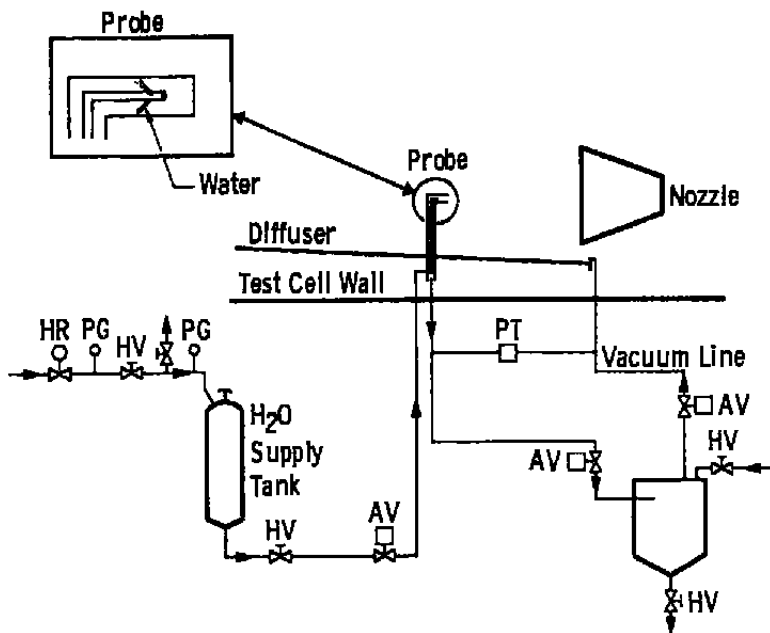 Probe
Water
Probe
Nozzle
Diffuser
Test Cell Wall
HR
PG
HV
PG
PT
Vacuum Line
H2O
Supply
Tank
AV
HV
AV
HV
AV
HV